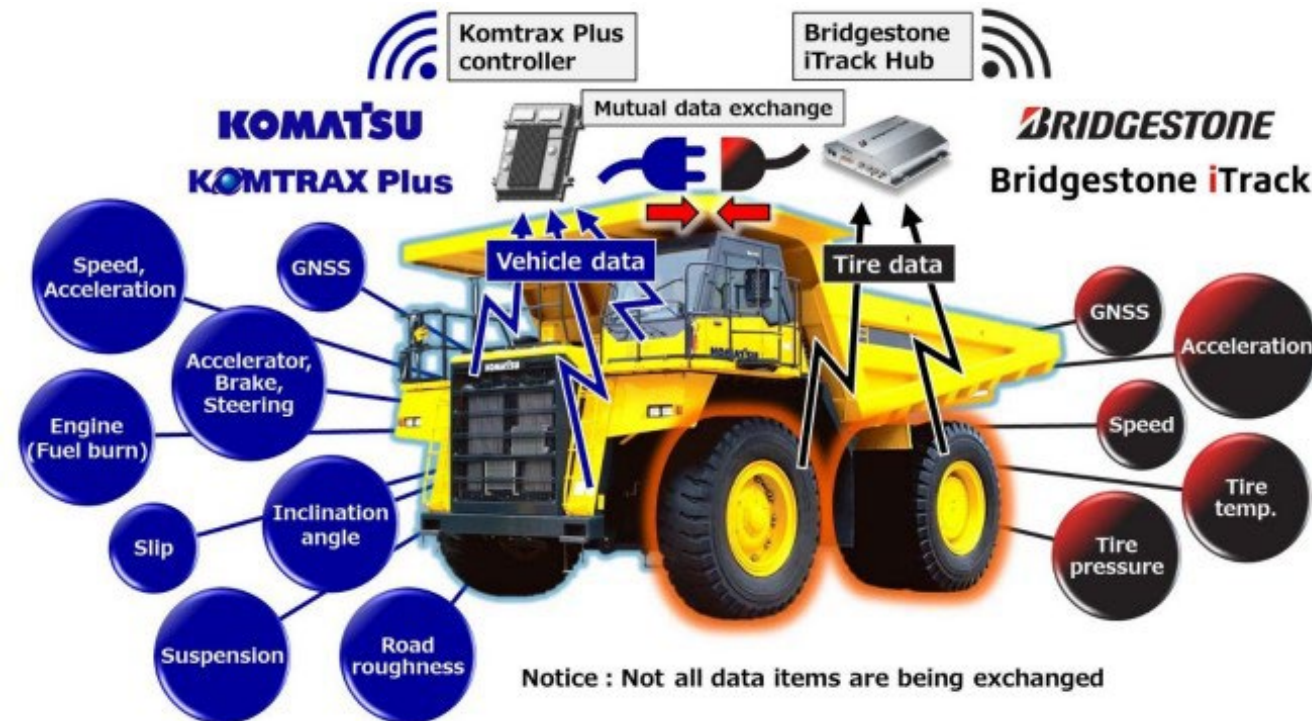 Komtrax Plus
controller
Bridgestone
iTrack Hub
Mutual data exchange
KOMATSU
KOMTRAX Plus
BRIDGESTONE
Bridgestone iTrack
Vehicle data
Tire data
Speed,
Acceleration
GNSS
Accelerator,
Brake,
Steering
Engine
(Fuel burn)
Inclination
angle
Slip
Suspension
Road
roughness
GNSS
Acceleration
Speed
Tire
temp.
Tire
pressure
KOMATSU
KOMATSU
Notice : Not all data items are being exchanged